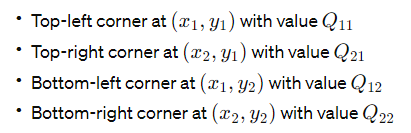 • Top-left corner at (x₁, y₁) with value Q₁₁
• Top-right corner at (x₂, y₁) with value Q₂₁
• Bottom-left corner at (x₁, y₂) with value Q₁₂
• Bottom-right corner at (x₂, y₂) with value Q₂₂